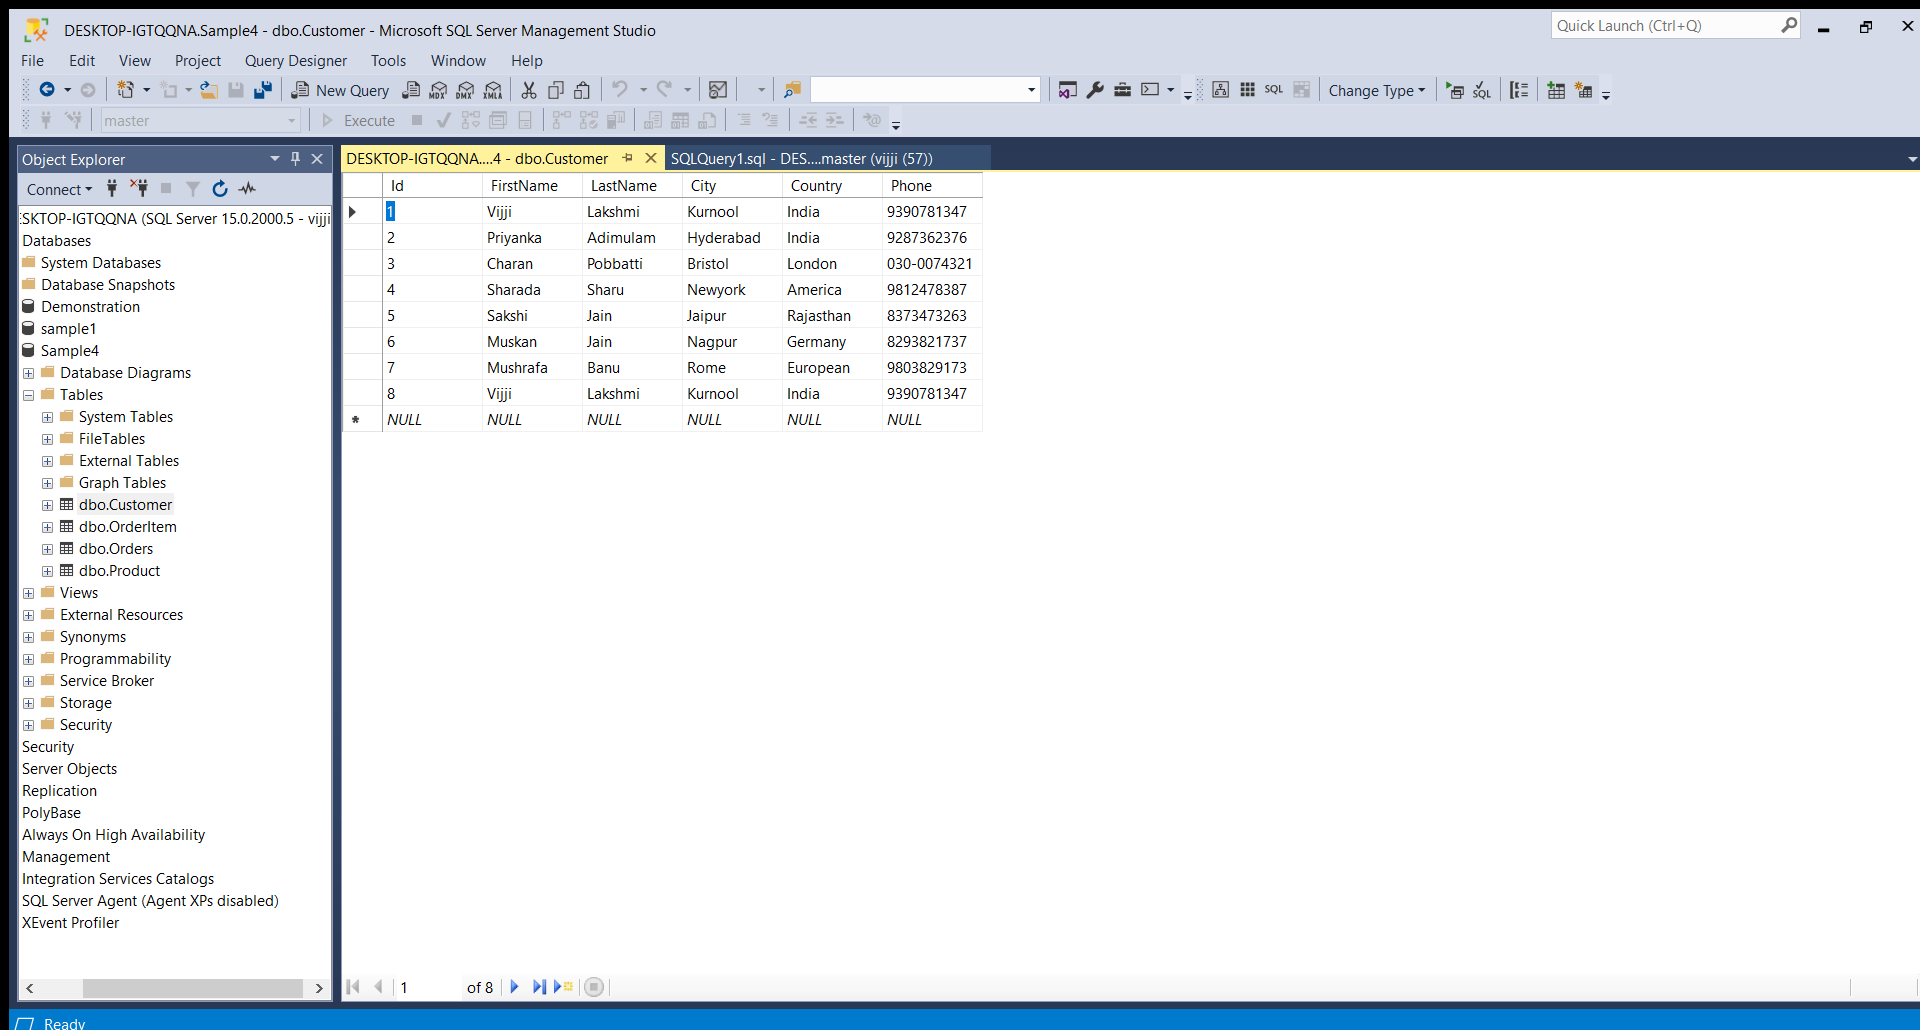 DESKTOP-IGTQQNA.Sample4 - dbo.Customer - Microsoft SQL Server Management Studio
Quick Launch (Ctrl+Q)
File Edit View Project Query Designer Tools Window Help
New Query MDX DMX XMLA SQL Change Type SQL
master Execute
Object Explorer
Connect
SKTOP-IGTQQNA (SQL Server 15.0.2000.5 - vijji
Databases
System Databases
Database Snapshots
Demonstration
sample1
Sample4
Database Diagrams
Tables
System Tables
FileTables
External Tables
Graph Tables
dbo.Customer
dbo.OrderItem
dbo.Orders
dbo.Product
Views
External Resources
Synonyms
Programmability
Service Broker
Storage
Security
Security
Server Objects
Replication
PolyBase
Always On High Availability
Management
Integration Services Catalogs
SQL Server Agent (Agent XPs disabled)
XEvent Profiler
DESKTOP-IGTQQNA....4 - dbo.Customer SQLQuery1.sql - DES....master (vijji (57))
Id FirstName LastName City Country Phone
1 Vijji Lakshmi Kurnool India 9390781347
2 Priyanka Adimulam Hyderabad India 9287362376
3 Charan Pobbatti Bristol London 030-0074321
4 Sharada Sharu Newyork America 9812478387
5 Sakshi Jain Jaipur Rajasthan 8373473263
6 Muskan Jain Nagpur Germany 8293821737
7 Mushrafa Banu Rome European 9803829173
8 Vijji Lakshmi Kurnool India 9390781347
NULL NULL NULL NULL NULL NULL
1 of 8
Ready